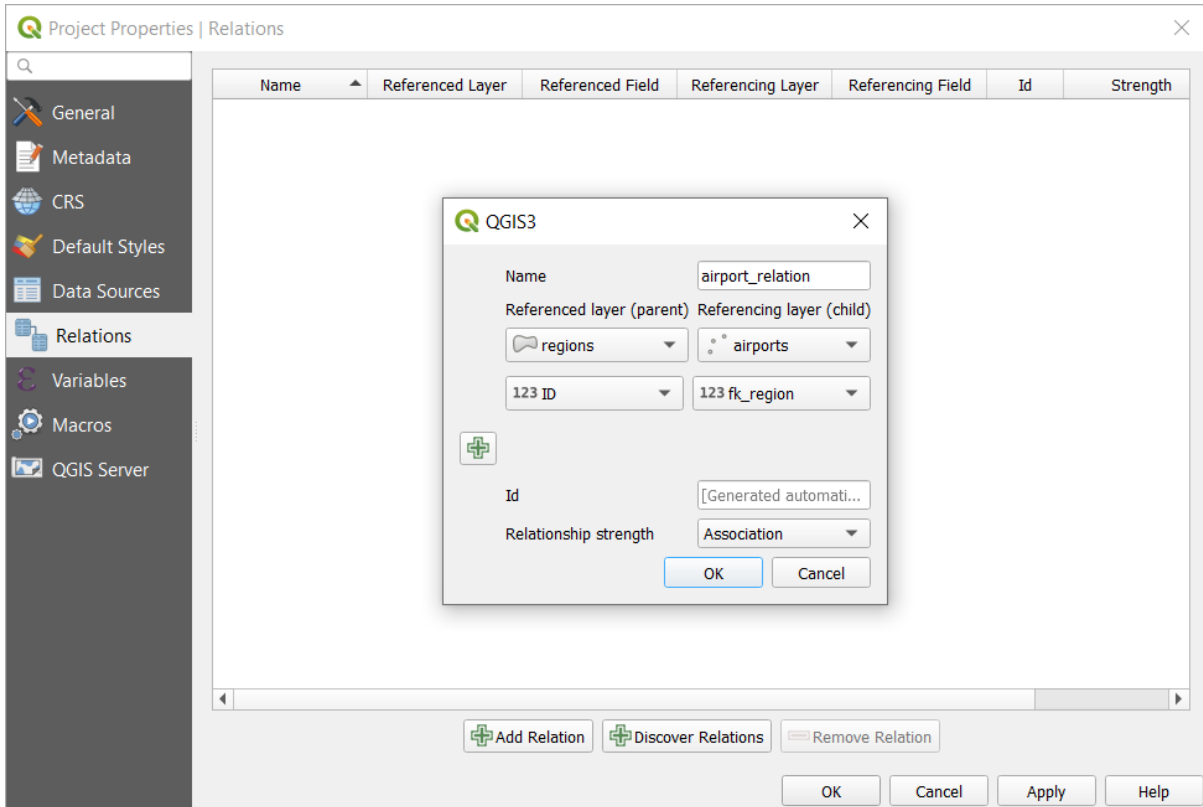 Project Properties | Relations
Name Referenced Layer Referenced Field Referencing Layer Referencing Field Id Strength
General
Metadata
CRS
Default Styles
Data Sources
Relations
Variables
Macros
QGIS Server
QGIS3
Name airport_relation
Referenced layer (parent) Referencing layer (child)
regions airports
123 ID 123 fk_region
Id [Generated automati...
Relationship strength Association
OK Cancel
Add Relation Discover Relations Remove Relation
OK Cancel Apply Help